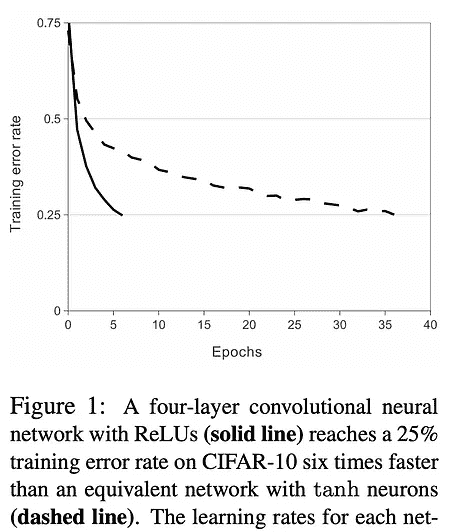 0.75
0.5
0.25
0
Training error rate
0 5 10 15 20 25 30 35 40
Epochs
Figure 1: A four-layer convolutional neural
network with ReLUs (solid line) reaches a 25%
training error rate on CIFAR-10 six times faster
than an equivalent network with tanh neurons
(dashed line). The learning rates for each net-